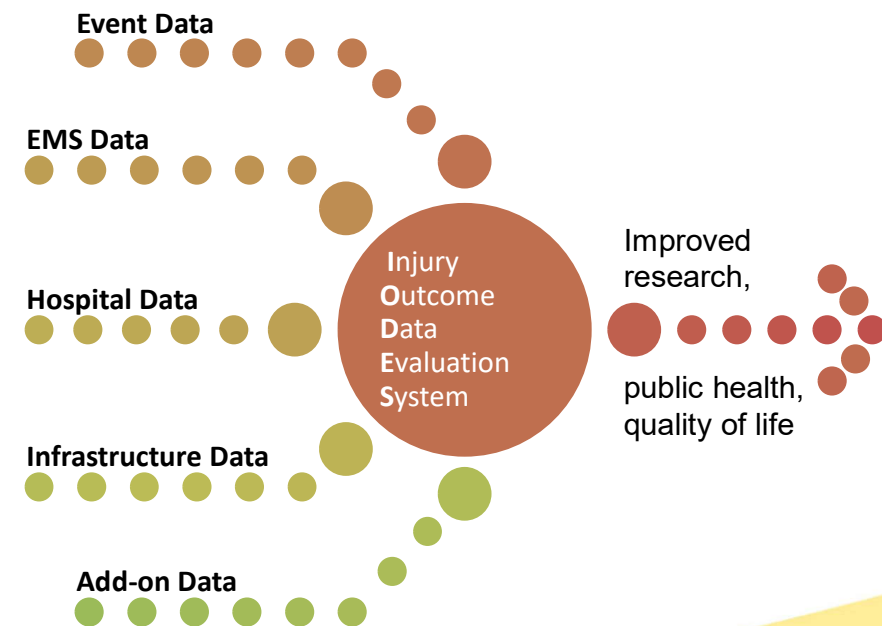 Event Data
EMS Data
Hospital Data
Infrastructure Data
Add-on Data
Injury
Outcome
Data
Evaluation
System
Improved
research,
public health,
quality of life